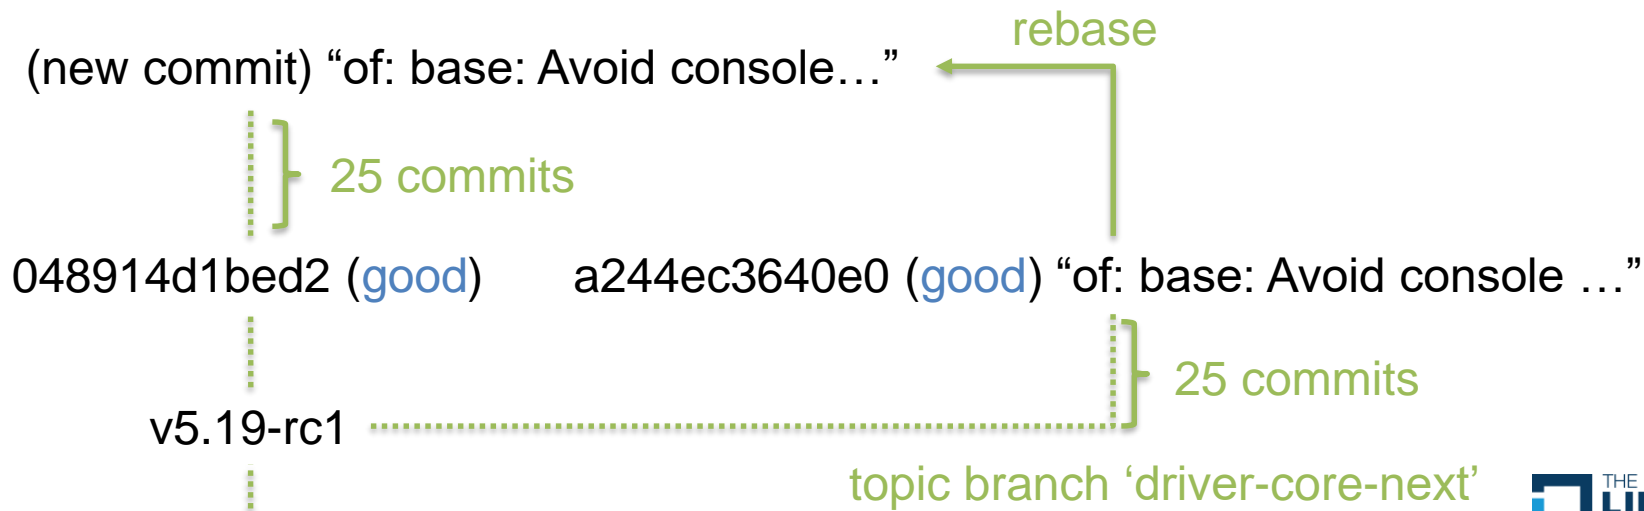 rebase
(new commit) “of: base: Avoid console…”
25 commits
048914d1bed2 (good) a244ec3640e0 (good) “of: base: Avoid console …”
25 commits
v5.19-rc1
topic branch ‘driver-core-next’
THE